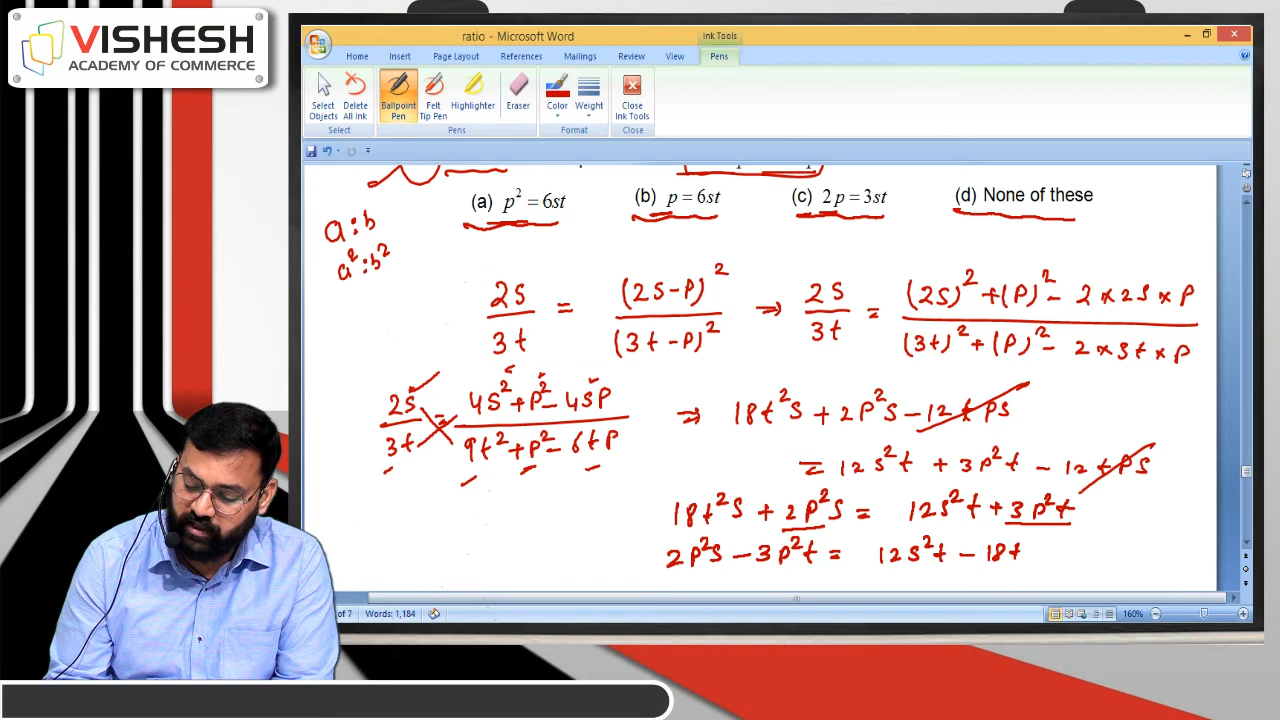 VISHESH
ACADEMY OF COMMERCE
ratio - Microsoft Word
Ink Tools
Home Insert Page Layout References Mailings Review View Pens
Select Objects
Delete All Ink
Ballpoint Pen
Felt Tip Pen
Highlighter
Eraser
Color
Weight
Close Ink Tools
Select Pens Format Close
(a) p² = 6st (b) p = 6st (c) 2p = 3st (d) None of these
a : b
a² : b²
2s/3t = (2s-p)²/(3t-p)² ⇒ 2s/3t = (2s)²+(p)²- 2×2s×p / (3t)²+(p)²- 2×3t×p
2s/3t = 4s²+p²-4sp / 9t²+p²-6tp ⇒ 18t²s + 2p²s - 12tps
= 12s²t + 3p²t - 12tps
18t²s + 2p²s = 12s²t + 3p²t
2p²s - 3p²t = 12s²t - 18t
of 7 Words: 1,184 160%